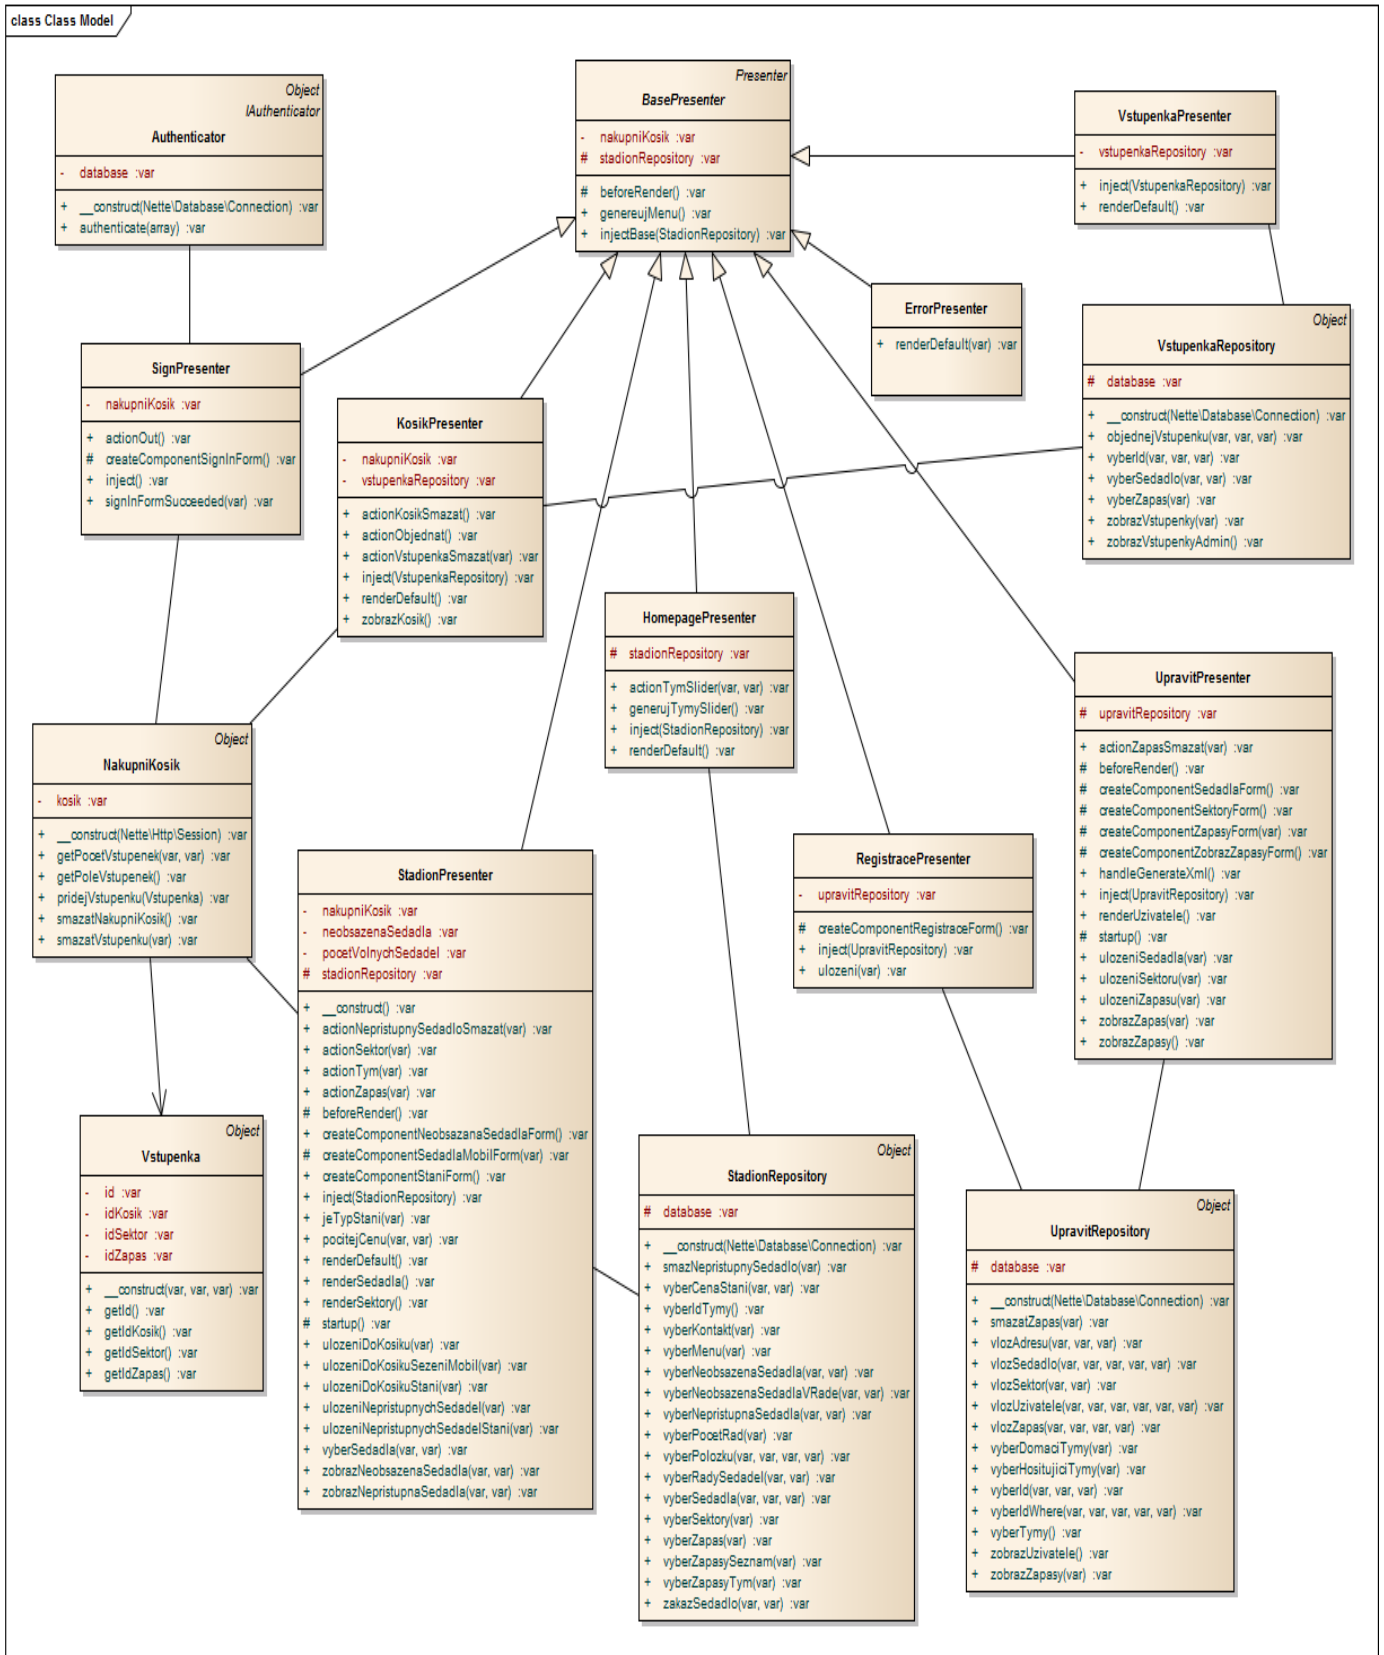 class Class Model
Object
IAuthenticator
Authenticator
- database :var
+ __construct(Nette\Database\Connection) :var
+ authenticate(array) :var
Presenter
BasePresenter
- nakupniKosik :var
# stadionRepository :var
# beforeRender() :var
+ genereujMenu() :var
+ injectBase(StadionRepository) :var
VstupenkaPresenter
- vstupenkaRepository :var
+ inject(VstupenkaRepository) :var
+ renderDefault() :var
ErrorPresenter
+ renderDefault(var) :var
Object
VstupenkaRepository
# database :var
+ __construct(Nette\Database\Connection) :var
+ objednejVstupenku(var, var, var) :var
+ vyberId(var, var, var) :var
+ vyberSedadlo(var, var) :var
+ vyberZapas(var) :var
+ zobrazVstupenky(var) :var
+ zobrazVstupenkyAdmin() :var
SignPresenter
- nakupniKosik :var
+ actionOut() :var
# createComponentSignInForm() :var
+ inject() :var
+ signInFormSucceeded(var) :var
KosikPresenter
- nakupniKosik :var
- vstupenkaRepository :var
+ actionKosikSmazat() :var
+ actionObjednat() :var
+ actionVstupenkaSmazat(var) :var
+ inject(VstupenkaRepository) :var
+ renderDefault() :var
+ zobrazKosik() :var
HomepagePresenter
# stadionRepository :var
+ actionTymSlider(var, var) :var
+ generujTymySlider() :var
+ inject(StadionRepository) :var
+ renderDefault() :var
UpravitPresenter
# upravitRepository :var
+ actionZapasSmazat(var) :var
# beforeRender() :var
# createComponentSedadlaForm() :var
# createComponentSektoryForm() :var
# createComponentZapasyForm(var) :var
# createComponentZobrazZapasyForm() :var
+ handleGenerateXml() :var
+ inject(UpravitRepository) :var
+ renderUzivatele() :var
# startup() :var
+ ulozeniSedadla(var) :var
+ ulozeniSektoru(var) :var
+ ulozeniZapasu(var) :var
+ zobrazZapas(var) :var
+ zobrazZapasy() :var
Object
NakupniKosik
- kosik :var
+ __construct(Nette\Http\Session) :var
+ getPocetVstupenek(var, var) :var
+ getPoleVstupenek() :var
+ pridejVstupenku(Vstupenka) :var
+ smazatNakupniKosik() :var
+ smazatVstupenku(var) :var
RegistracePresenter
- upravitRepository :var
# createComponentRegistraceForm() :var
+ inject(UpravitRepository) :var
+ ulozeni(var) :var
StadionPresenter
- nakupniKosik :var
- neobsazenaSedadla :var
- pocetVolnychSedadel :var
# stadionRepository :var
+ __construct() :var
+ actionNepristupnySedadloSmazat(var) :var
+ actionSektor(var) :var
+ actionTym(var) :var
+ actionZapas(var) :var
# beforeRender() :var
+ createComponentNeobsazanaSedadlaForm() :var
# createComponentSedadlaMobilForm() :var
+ createComponentStaniForm() :var
+ inject(StadionRepository) :var
+ jeTypStani(var) :var
+ pocitejCenu(var, var) :var
+ renderDefault() :var
+ renderSedadla() :var
+ renderSektory() :var
# startup() :var
+ ulozeniDoKosiku(var) :var
+ ulozeniDoKosikuSezeniMobil(var) :var
+ ulozeniDoKosikuStani(var) :var
+ ulozeniNepristupnychSedadel(var) :var
+ ulozeniNepristupnychSedadelStani(var) :var
+ vyberSedadla(var, var) :var
+ zobrazNeobsazenaSedadla(var, var) :var
+ zobrazNepristupnaSedadla(var, var) :var
Object
Vstupenka
- id :var
- idKosik :var
- idSektor :var
- idZapas :var
+ __construct(var, var, var) :var
+ getId() :var
+ getIdKosik() :var
+ getIdSektor() :var
+ getIdZapas() :var
Object
StadionRepository
# database :var
+ __construct(Nette\Database\Connection) :var
+ smazNepristupnySedadlo(var) :var
+ vyberCenaStani(var, var) :var
+ vyberIdTymy() :var
+ vyberKontakt(var) :var
+ vyberMenu(var) :var
+ vyberNeobsazenaSedadla(var, var) :var
+ vyberNeobsazenaSedadlaVRade(var, var) :var
+ vyberNepristupnaSedadla(var, var) :var
+ vyberPocetRad(var) :var
+ vyberPolozku(var, var, var, var) :var
+ vyberRadySedadel(var, var) :var
+ vyberSedadla(var, var, var) :var
+ vyberSektory(var) :var
+ vyberZapas(var) :var
+ vyberZapasySeznam(var) :var
+ vyberZapasyTym(var) :var
+ zakazSedadlo(var, var) :var
Object
UpravitRepository
# database :var
+ __construct(Nette\Database\Connection) :var
+ smazatZapas(var) :var
+ vlozAdresu(var, var, var) :var
+ vlozSedadlo(var, var, var, var, var) :var
+ vlozSektor(var, var) :var
+ vlozUzivatele(var, var, var, var, var, var) :var
+ vlozZapas(var, var, var, var) :var
+ vyberDomaciTymy(var) :var
+ vyberHositujiciTymy(var) :var
+ vyberId(var, var, var) :var
+ vyberIdWhere(var, var, var, var, var) :var
+ vyberTymy() :var
+ zobrazUzivatele() :var
+ zobrazZapasy(var) :var